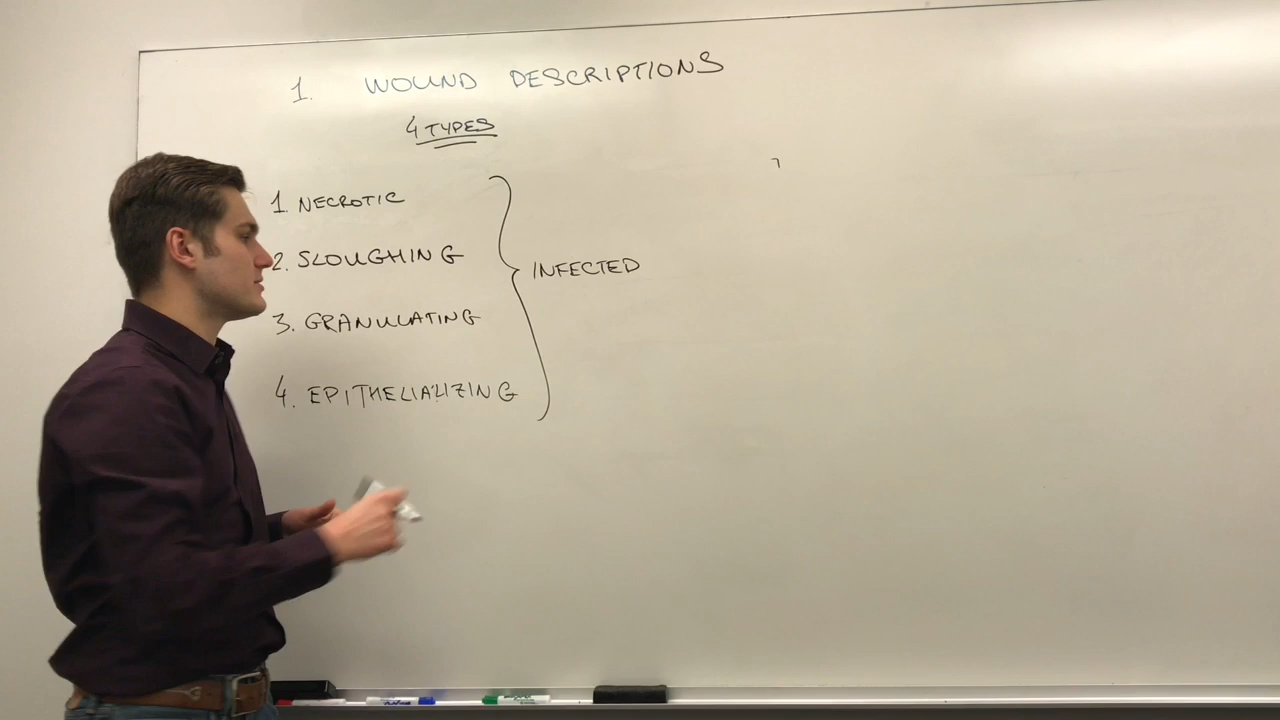 1. WOUND DESCRIPTIONS
4 TYPES
1. NECROTIC
2. SLOUGHING
INFECTED
3. GRANULATING
4. EPITHELIALIZING